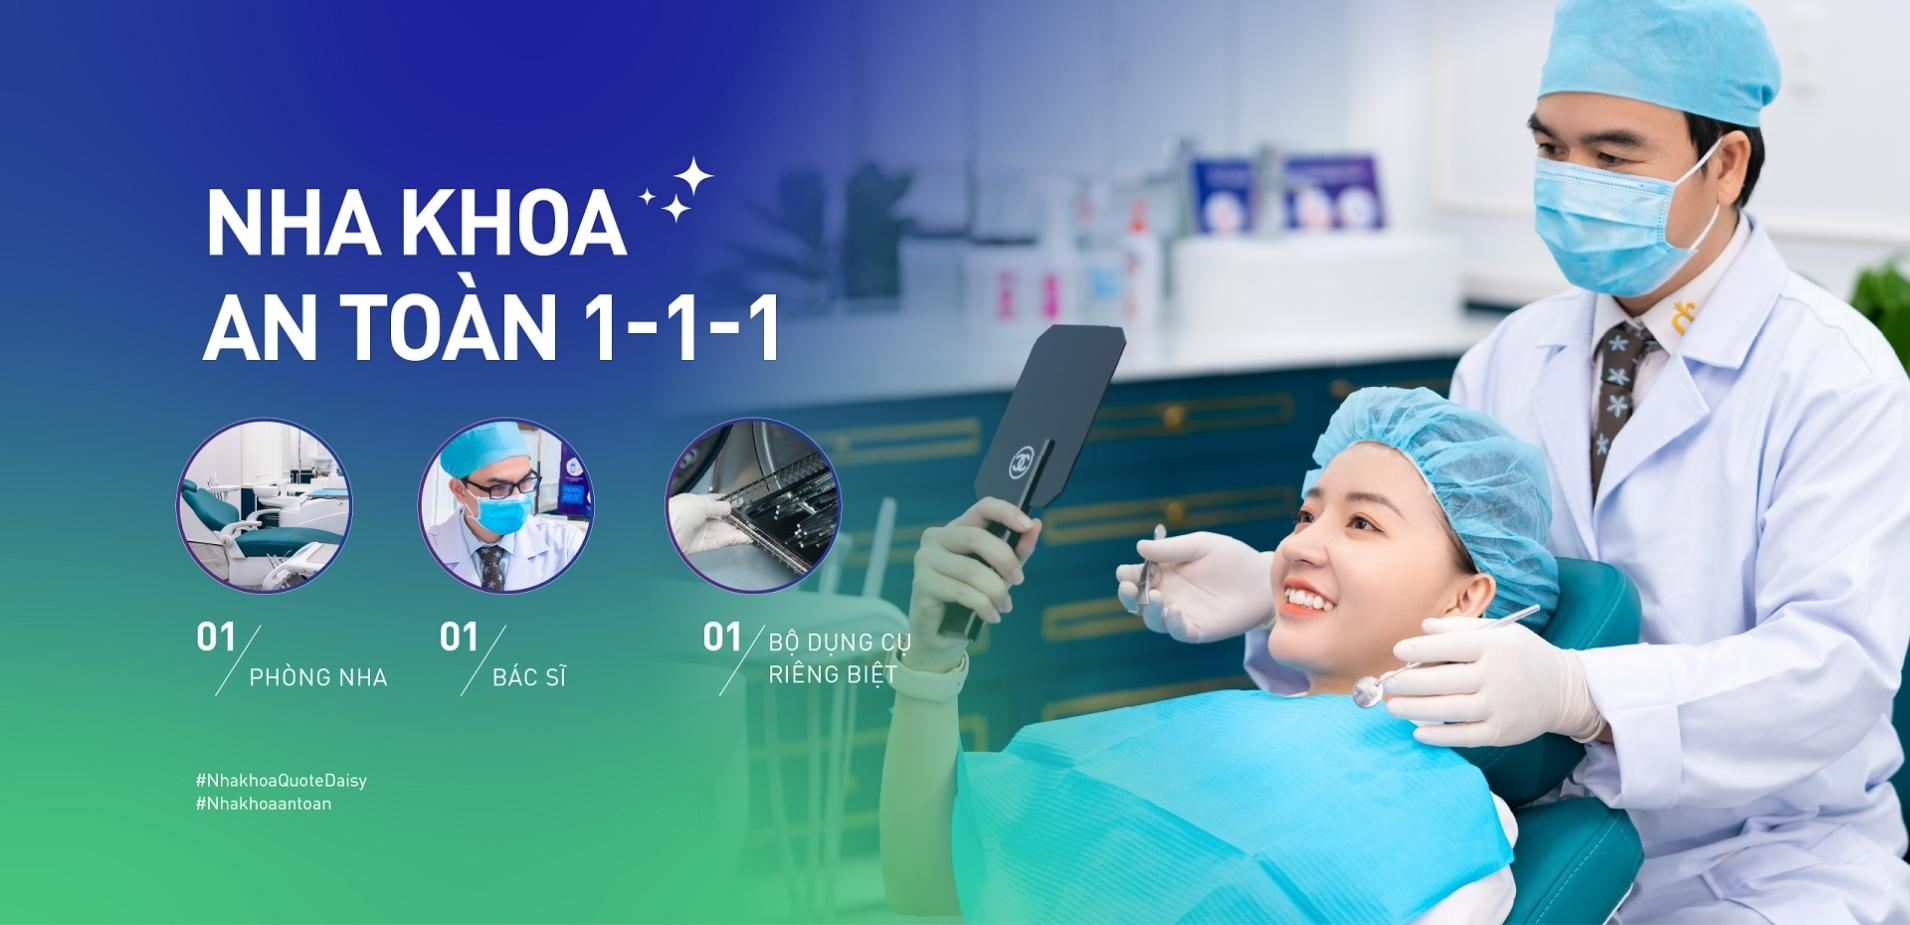 NHA KHOA
AN TOÀN 1-1-1
01
PHÒNG NHA
01
BÁC SĨ
01
BỘ DỤNG CỤ
RIÊNG BIỆT
#NhakhoaQuoteDaisy
#Nhakhoaantoan